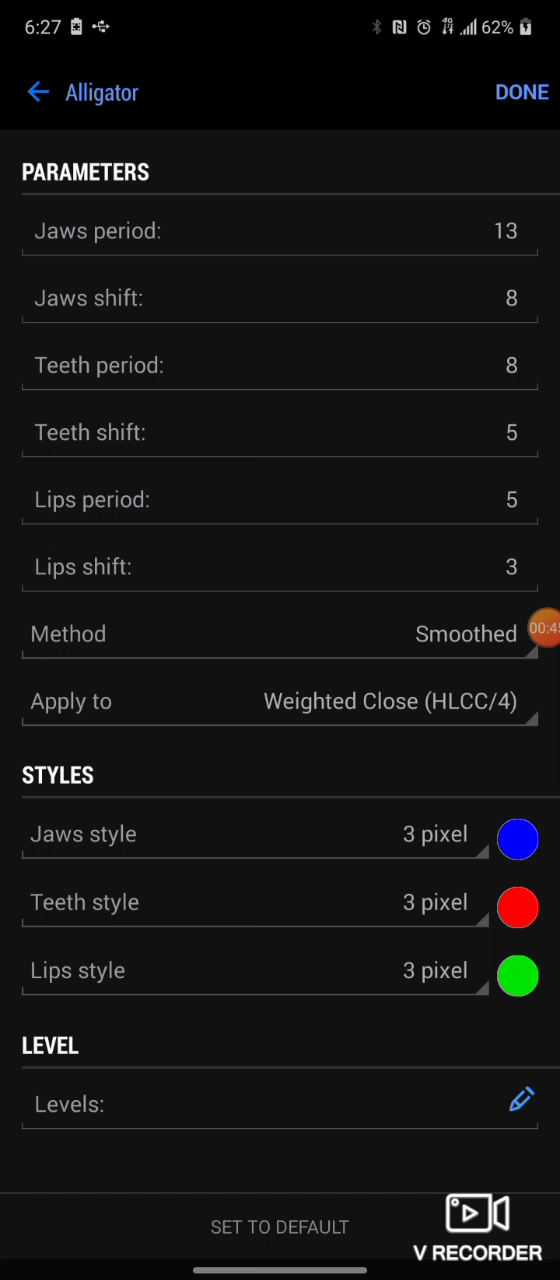 6:27 62%
Alligator DONE
PARAMETERS
Jaws period: 13
Jaws shift: 8
Teeth period: 8
Teeth shift: 5
Lips period: 5
Lips shift: 3
Method Smoothed
00:4
Apply to Weighted Close (HLCC/4)
STYLES
Jaws style 3 pixel
Teeth style 3 pixel
Lips style 3 pixel
LEVEL
Levels:
SET TO DEFAULT
V RECORDER